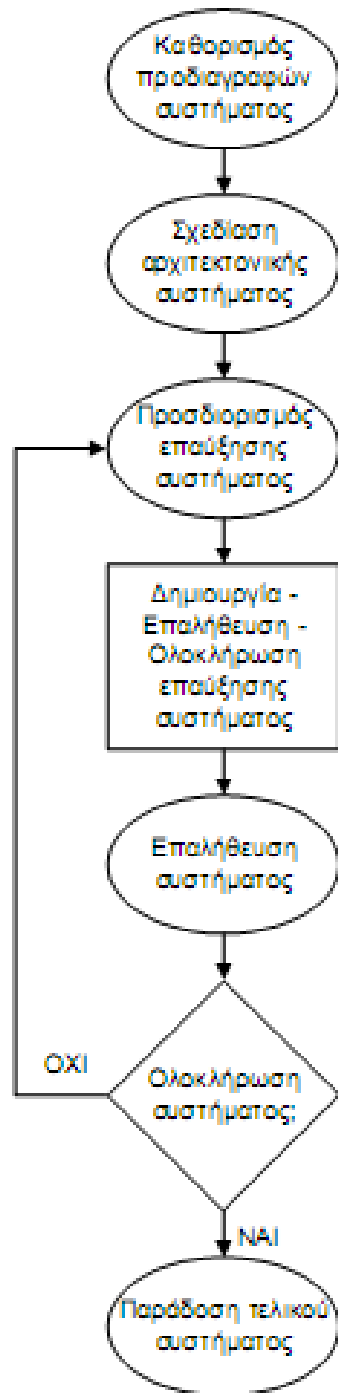 Καθορισμός
προδιαγραφών
συστήματος
Σχεδίαση
αρχιτεκτονικής
συστήματος
Προσδιορισμός
επαύξησης
συστήματος
Δημιουργία -
Επαλήθευση -
Ολοκλήρωση
επαύξησης
συστήματος
Επαλήθευση
συστήματος
ΟΧΙ
Ολοκλήρωση
συστήματος;
ΝΑΙ
Παράδοση τελικού
συστήματος